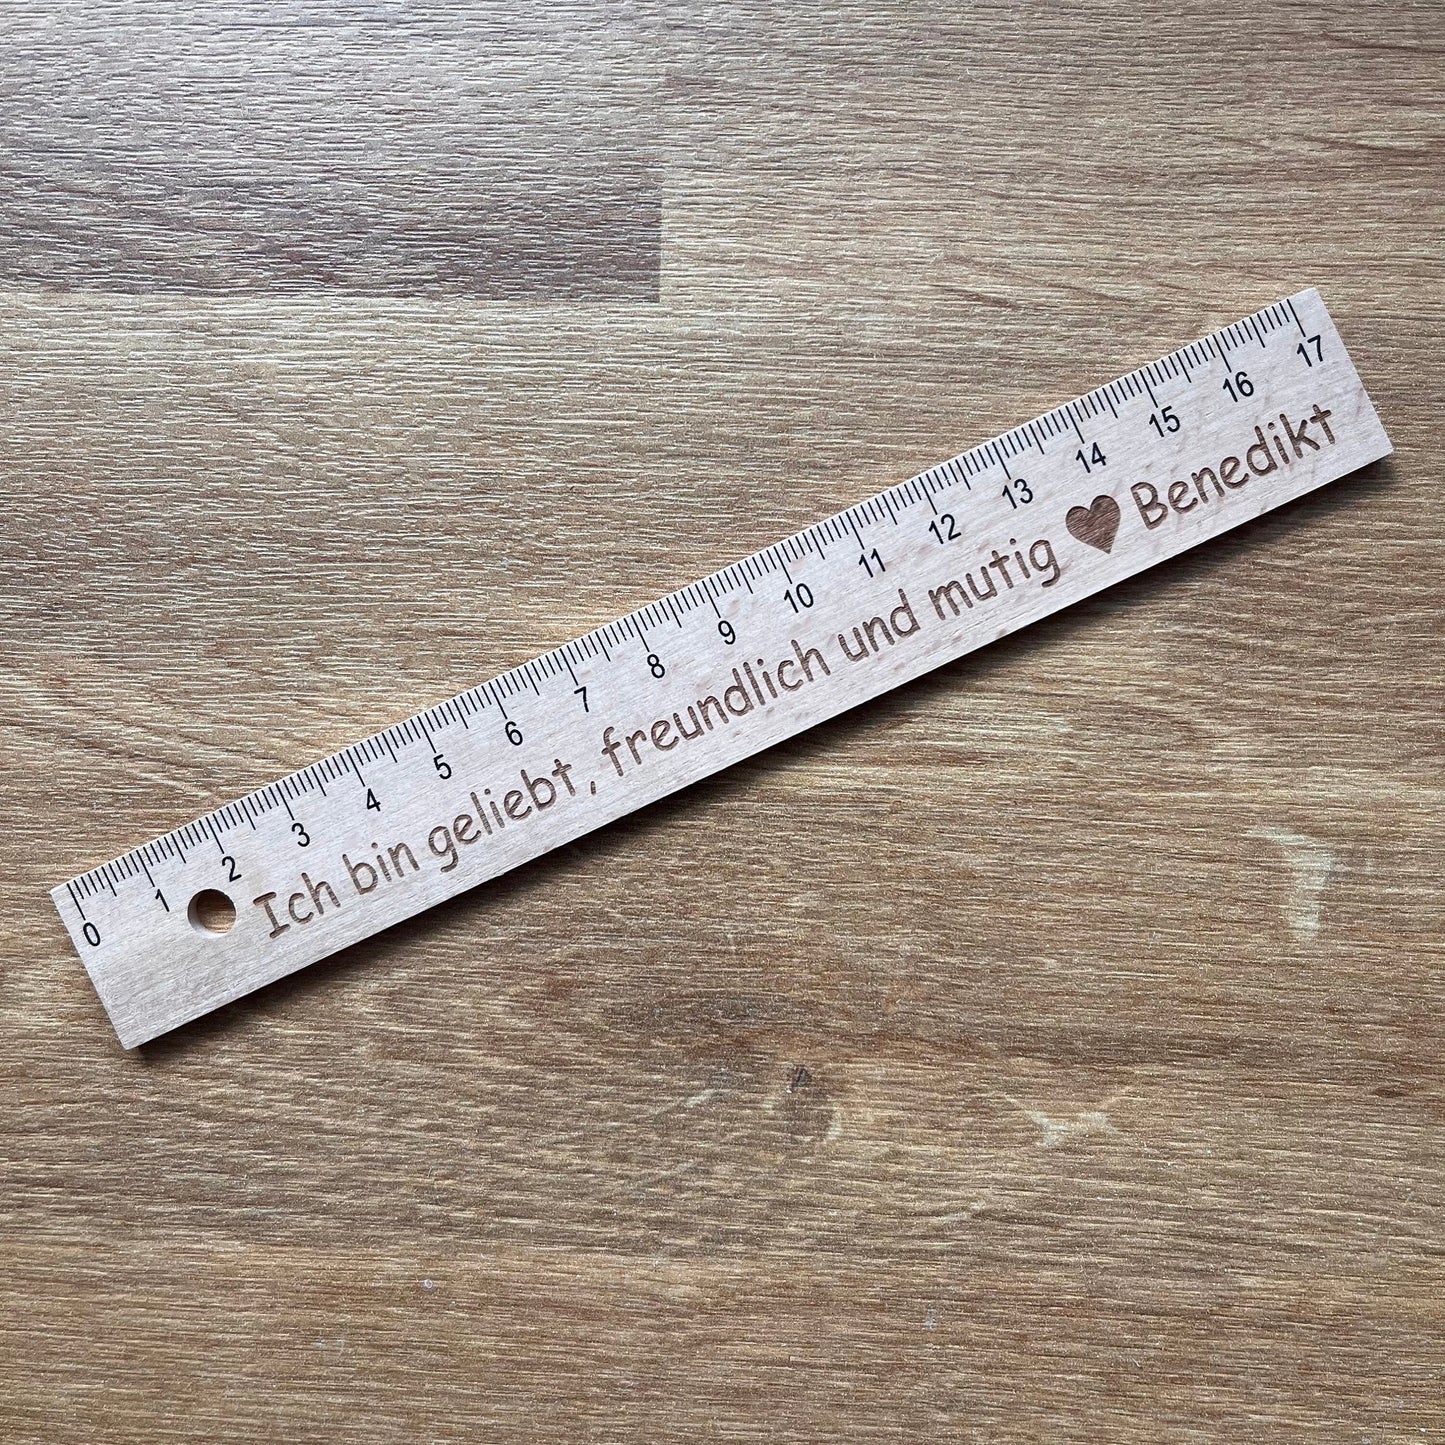 0 1 2 3 4 5 6 7 8 9 10 11 12 13 14 15 16 17
Ich bin geliebt, freundlich und mutig ♥ Benedikt